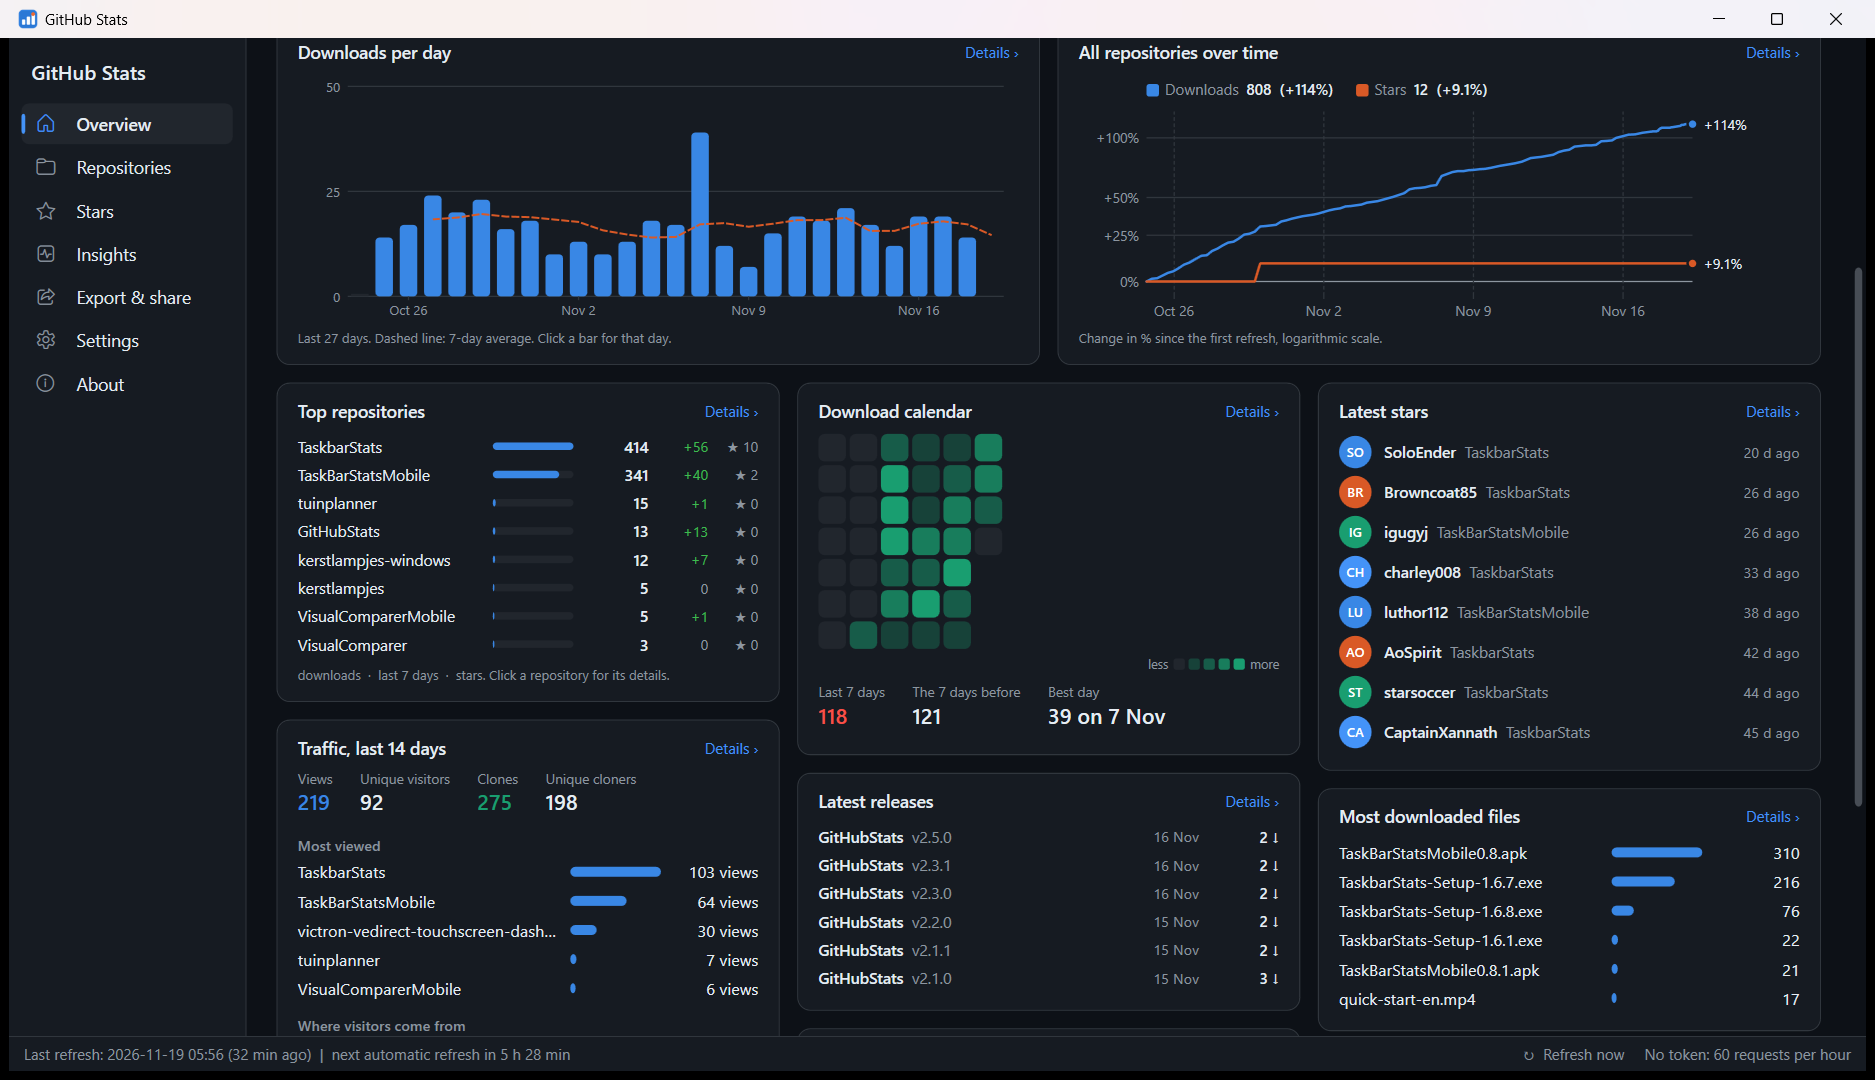 GitHub Stats
GitHub Stats
Overview
Repositories
Stars
Insights
Export & share
Settings
About
Downloads per day
Details ›
50
25
0
Oct 26
Nov 2
Nov 9
Nov 16
Last 27 days. Dashed line: 7-day average. Click a bar for that day.
All repositories over time
Details ›
Downloads 808 (+114%)
Stars 12 (+9.1%)
+100%
+50%
+25%
0%
+114%
+9.1%
Oct 26
Nov 2
Nov 9
Nov 16
Change in % since the first refresh, logarithmic scale.
Top repositories
Details ›
TaskbarStats 414 +56 ★ 10
TaskBarStatsMobile 341 +40 ★ 2
tuinplanner 15 +1 ★ 0
GitHubStats 13 +13 ★ 0
kerstlampjes-windows 12 +7 ★ 0
kerstlampjes 5 0 ★ 0
VisualComparerMobile 5 +1 ★ 0
VisualComparer 3 0 ★ 0
downloads · last 7 days · stars. Click a repository for its details.
Traffic, last 14 days
Details ›
Views Unique visitors Clones Unique cloners
219 92 275 198
Most viewed
TaskbarStats 103 views
TaskBarStatsMobile 64 views
victron-vedirect-touchscreen-dash... 30 views
tuinplanner 7 views
VisualComparerMobile 6 views
Where visitors come from
Download calendar
Details ›
less more
Last 7 days The 7 days before Best day
118 121 39 on 7 Nov
Latest releases
Details ›
GitHubStats v2.5.0 16 Nov 2 ↓
GitHubStats v2.3.1 16 Nov 2 ↓
GitHubStats v2.3.0 16 Nov 2 ↓
GitHubStats v2.2.0 15 Nov 2 ↓
GitHubStats v2.1.1 15 Nov 2 ↓
GitHubStats v2.1.0 15 Nov 3 ↓
Latest stars
Details ›
SO SoloEnder TaskbarStats 20 d ago
BR Browncoat85 TaskbarStats 26 d ago
IG igugyj TaskBarStatsMobile 26 d ago
CH charley008 TaskbarStats 33 d ago
LU luthor112 TaskBarStatsMobile 38 d ago
AO AoSpirit TaskbarStats 42 d ago
ST starsoccer TaskbarStats 44 d ago
CA CaptainXannath TaskbarStats 45 d ago
Most downloaded files
Details ›
TaskBarStatsMobile0.8.apk 310
TaskbarStats-Setup-1.6.7.exe 216
TaskbarStats-Setup-1.6.8.exe 76
TaskbarStats-Setup-1.6.1.exe 22
TaskBarStatsMobile0.8.1.apk 21
quick-start-en.mp4 17
Last refresh: 2026-11-19 05:56 (32 min ago) | next automatic refresh in 5 h 28 min
↻ Refresh now
No token: 60 requests per hour